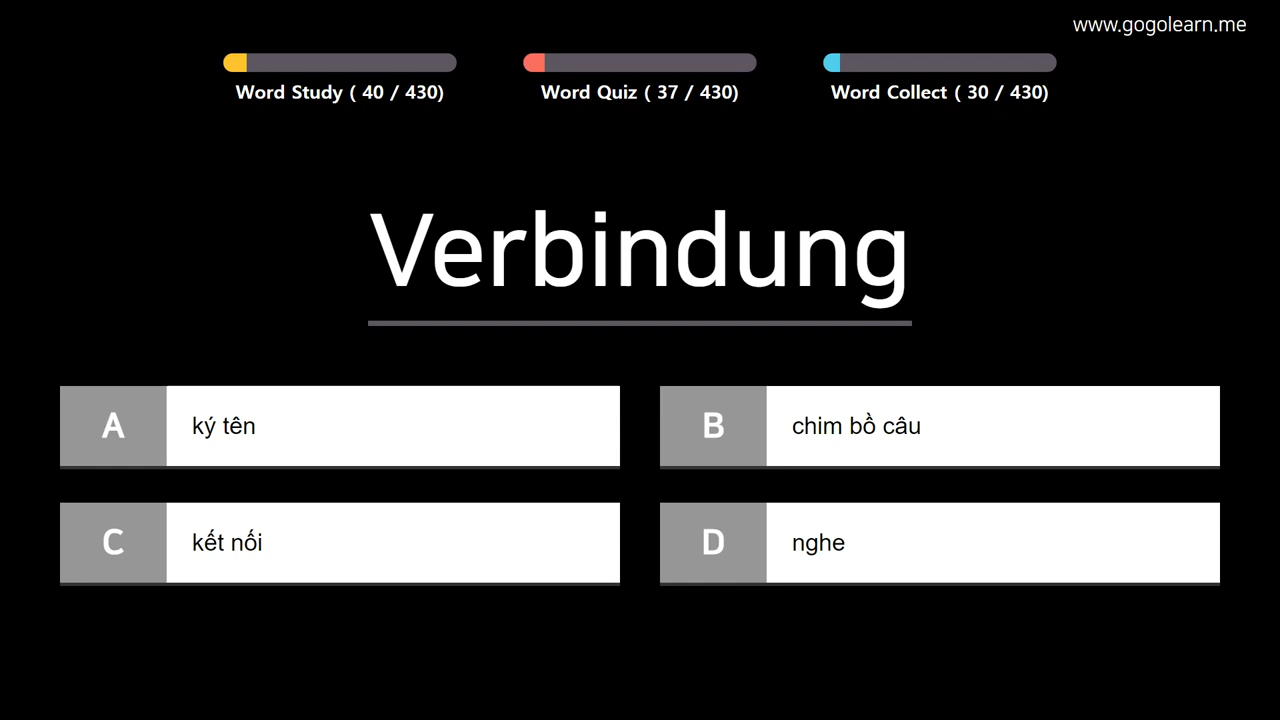 www.gogolearn.me
Word Study ( 40 / 430)
Word Quiz ( 37 / 430)
Word Collect ( 30 / 430)
Verbindung
A
ký tên
B
chim bồ câu
C
kết nối
D
nghe